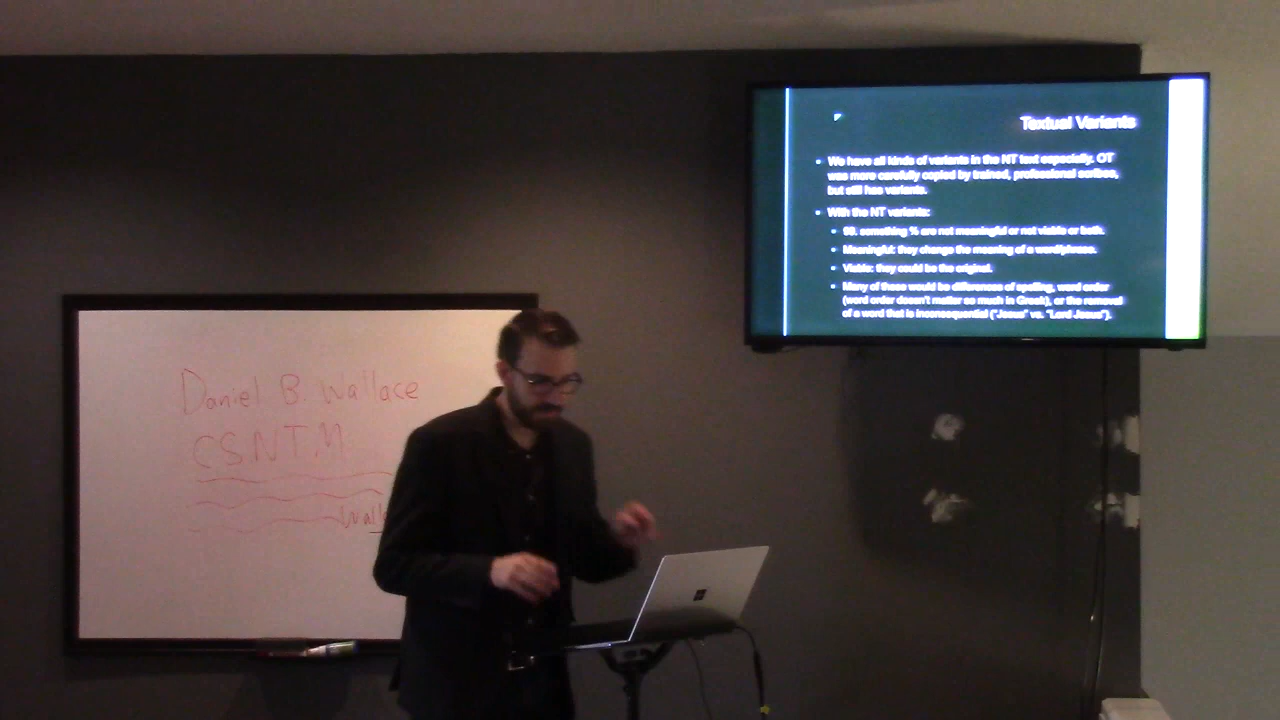 Daniel B. Wallace
CSNTM
Wall
Textual Variants
We have all kinds of variants in the NT text especially. OT
was more carefully copied by trained, professional scribes,
but still has variants.
With the NT variants:
99. something % are not meaningful or not viable or both.
Meaningful: they change the meaning of a word/phrase.
Viable: they could be the original.
Many of these would be differences of spelling, word order
(word order doesn't matter so much in Greek), or the removal
of a word that is inconsequential ("Jesus" vs. "Lord Jesus").